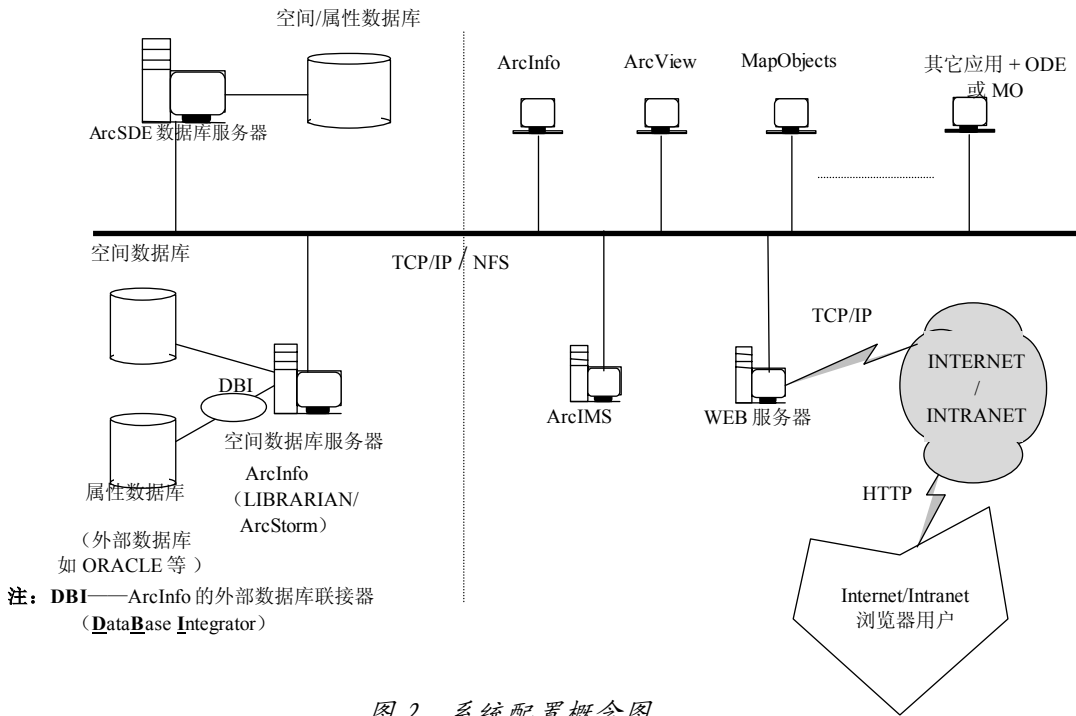 空间/属性数据库
ArcSDE 数据库服务器
ArcInfo
ArcView
MapObjects
其它应用 + ODE
或 MO
空间数据库
TCP/IP / NFS
DBI
空间数据库服务器
ArcInfo
（LIBRARIAN/
ArcStorm）
属性数据库
（外部数据库
如 ORACLE 等 ）
注：DBI——ArcInfo 的外部数据库联接器
（DataBase Integrator）
ArcIMS
WEB 服务器
TCP/IP
INTERNET
/
INTRANET
HTTP
Internet/Intranet
浏览器用户
图 2 系统配置概念图